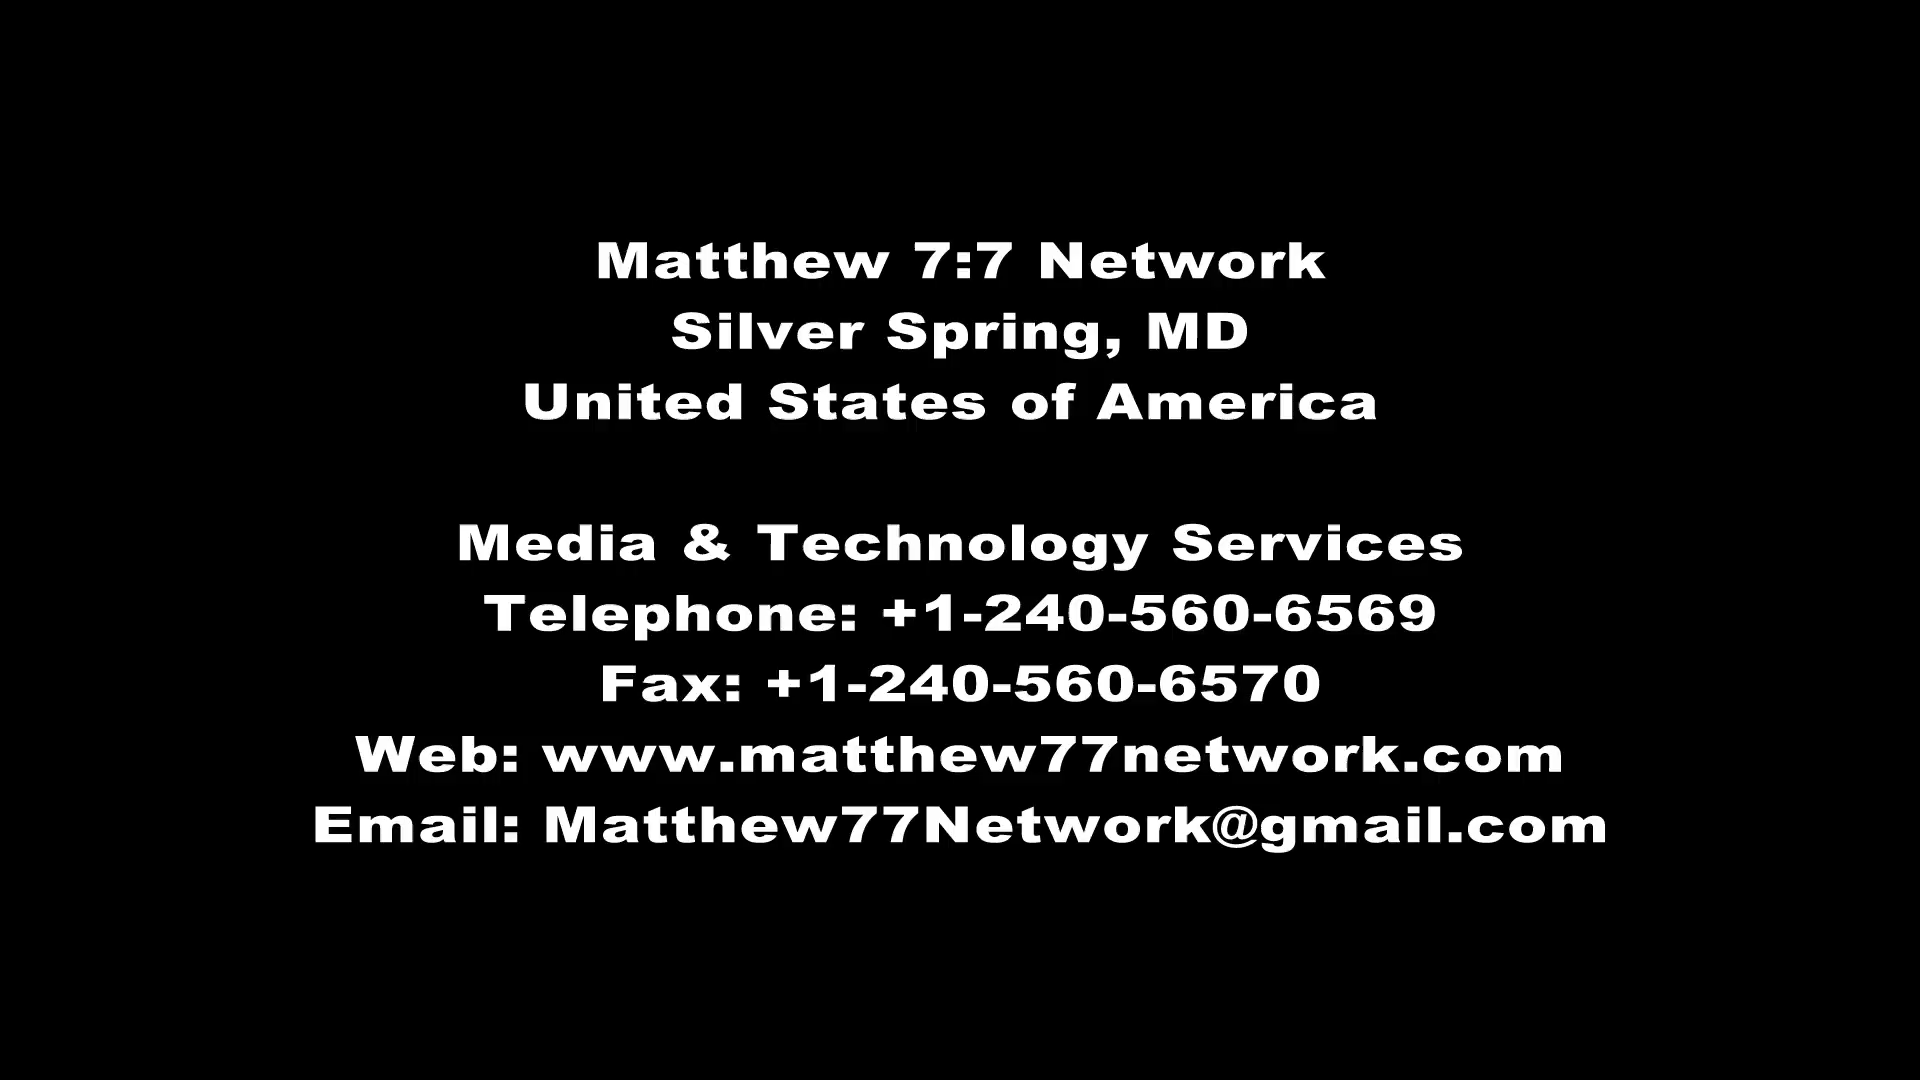 Matthew 7:7 Network
Silver Spring, MD
United States of America
Media & Technology Services
Telephone: +1-240-560-6569
Fax: +1-240-560-6570
Web: www.matthew77network.com
Email: Matthew77Network@gmail.com